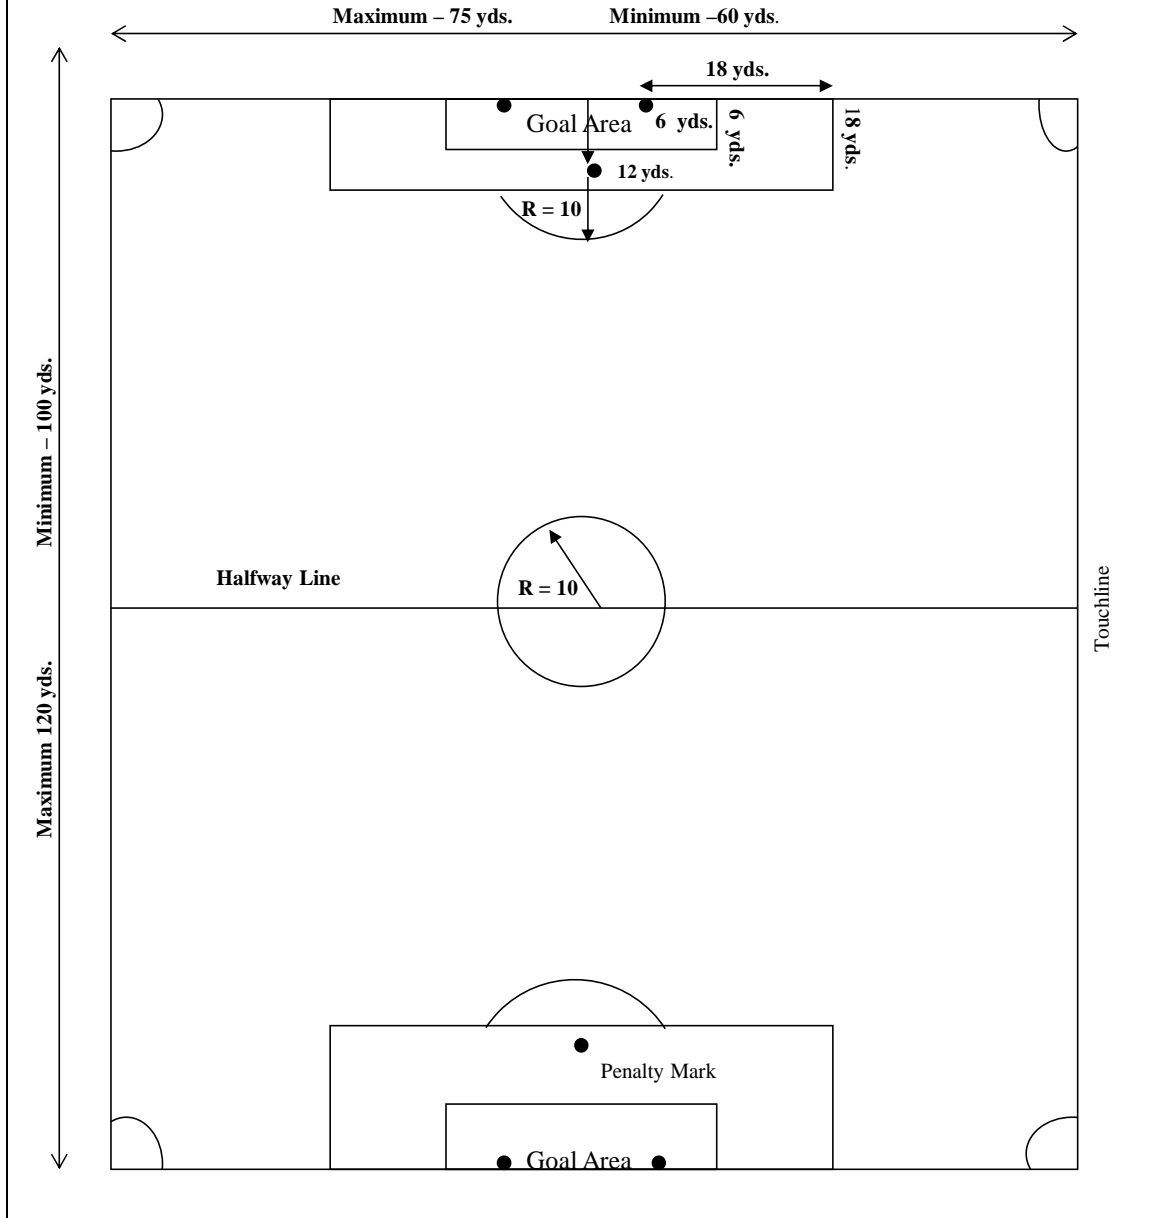 Maximum – 75 yds.
Minimum –60 yds.
18 yds.
Goal Area
6 yds.
6 yds.
18 yds.
12 yds.
R = 10
Minimum – 100 yds.
Halfway Line
R = 10
Touchline
Maximum 120 yds.
Penalty Mark
Goal Area